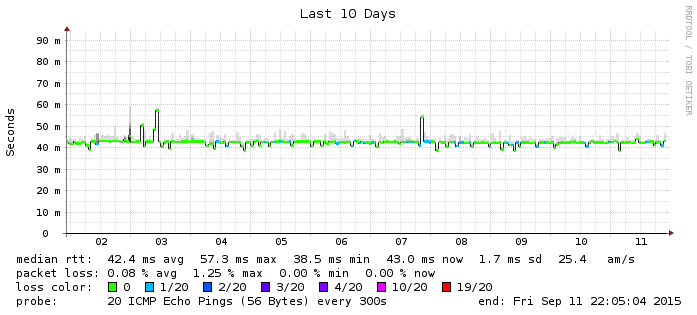 Last 10 Days
RRDTOOL / TOBI OETIKER
Seconds
90 m
80 m
70 m
60 m
50 m
40 m
30 m
20 m
10 m
0
02 03 04 05 06 07 08 09 10 11
median rtt: 42.4 ms avg 57.3 ms max 38.5 ms min 43.0 ms now 1.7 ms sd 25.4 am/s
packet loss: 0.08 % avg 1.25 % max 0.00 % min 0.00 % now
loss color: 0 1/20 2/20 3/20 4/20 10/20 19/20
probe: 20 ICMP Echo Pings (56 Bytes) every 300s end: Fri Sep 11 22:05:04 2015